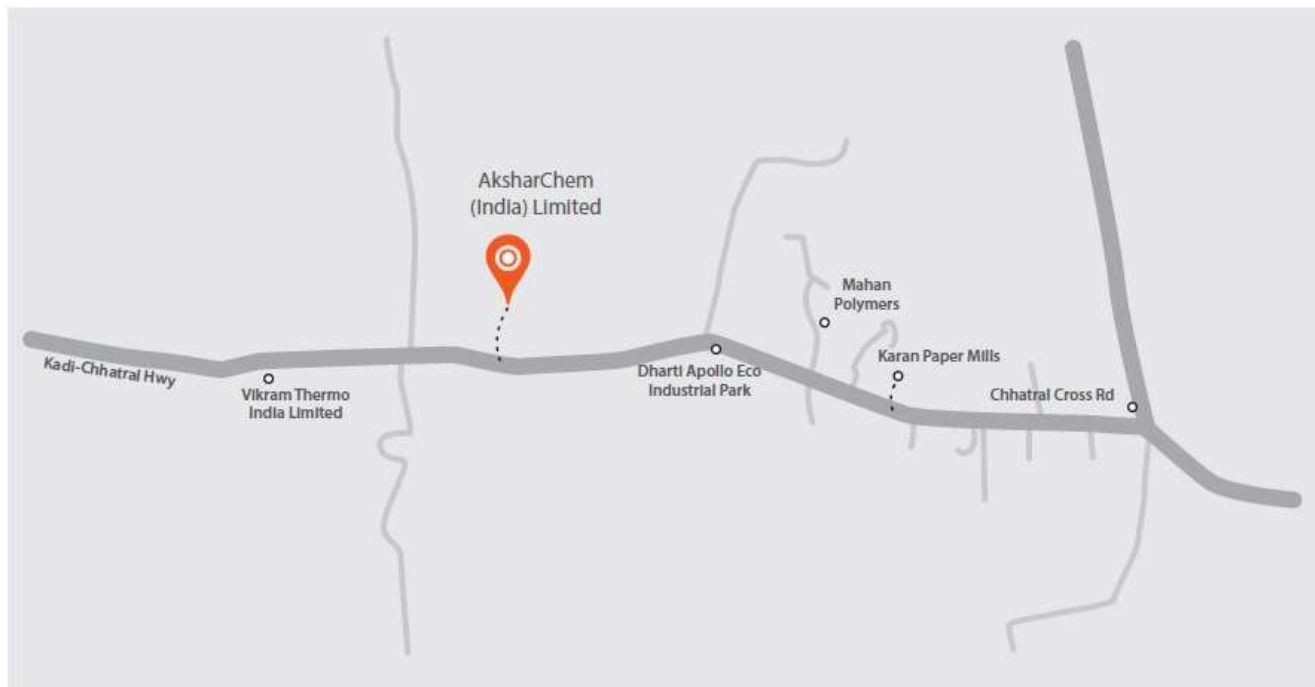 AksharChem
(India) Limited
Mahan
Polymers
Karan Paper Mills
Kadi-Chhatral Hwy
Dharti Apollo Eco
Industrial Park
Vikram Thermo
India Limited
Chhatral Cross Rd